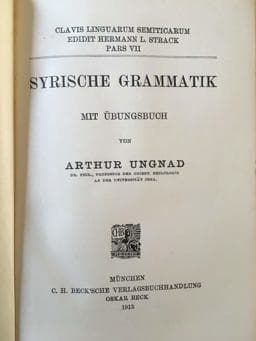 CLAVIS LINGUARUM SEMITICARUM
EDIDIT HERMANN L. STRACK
PARS VII
SYRISCHE GRAMMATIK
MIT ÜBUNGSBUCH
VON
ARTHUR UNGNAD
DR. PHIL., PROFESSOR DER ORIENT. PHILOLOGIE
AN DER UNIVERSITÄT JENA.
MÜNCHEN
C. H. BECK'SCHE VERLAGSBUCHHANDLUNG
OSKAR BECK
1913